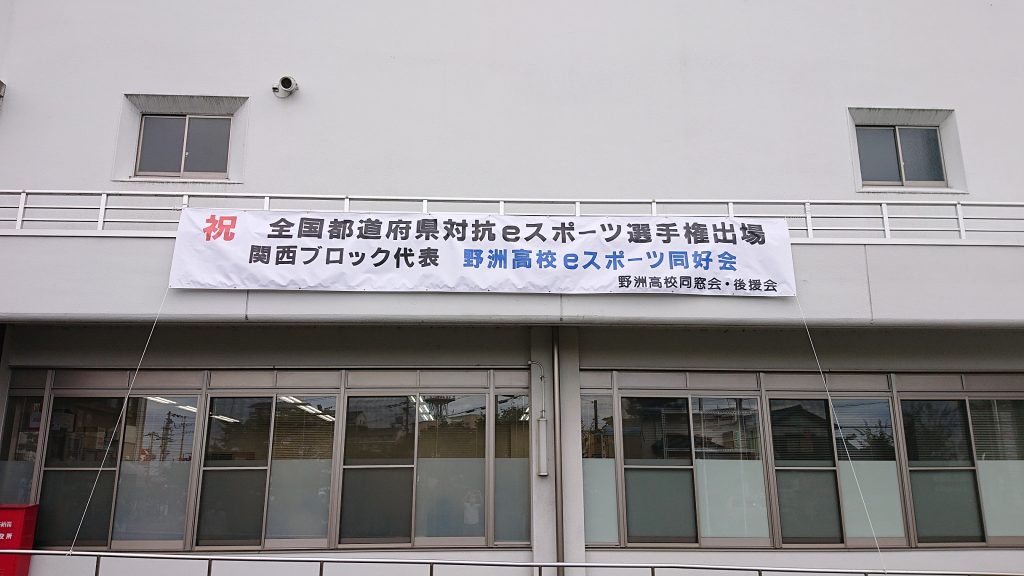 祝 全国都道府県対抗eスポーツ選手権出場
関西ブロック代表 野洲高校eスポーツ同好会
野洲高校同窓会・後援会